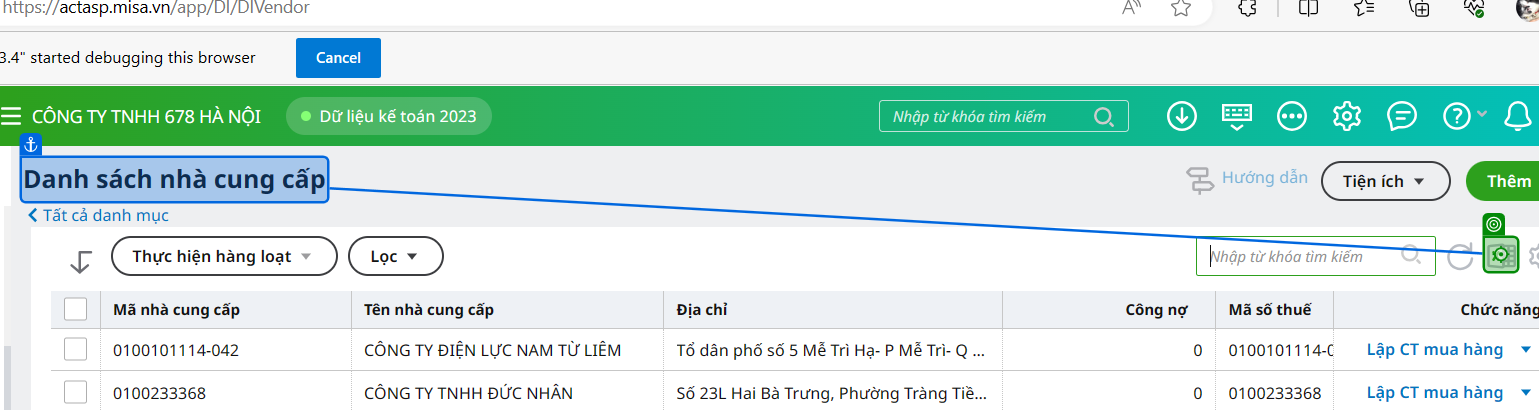 https://actasp.misa.vn/app/DI/DIVendor
3.4" started debugging this browser Cancel
CÔNG TY TNHH 678 HÀ NỘI Dữ liệu kế toán 2023 Nhập từ khóa tìm kiếm
Danh sách nhà cung cấp Hướng dẫn Tiện ích Thêm
Tất cả danh mục
Thực hiện hàng loạt Lọc Nhập từ khóa tìm kiếm
Mã nhà cung cấp Tên nhà cung cấp Địa chỉ Công nợ Mã số thuế Chức năng
0100101114-042 CÔNG TY ĐIỆN LỰC NAM TỪ LIÊM Tổ dân phố số 5 Mễ Trì Hạ- P Mễ Trì- Q ... 0 0100101114-0 Lập CT mua hàng
0100233368 CÔNG TY TNHH ĐỨC NHÂN Số 23L Hai Bà Trưng, Phường Tràng Tiề... 0 0100233368 Lập CT mua hàng